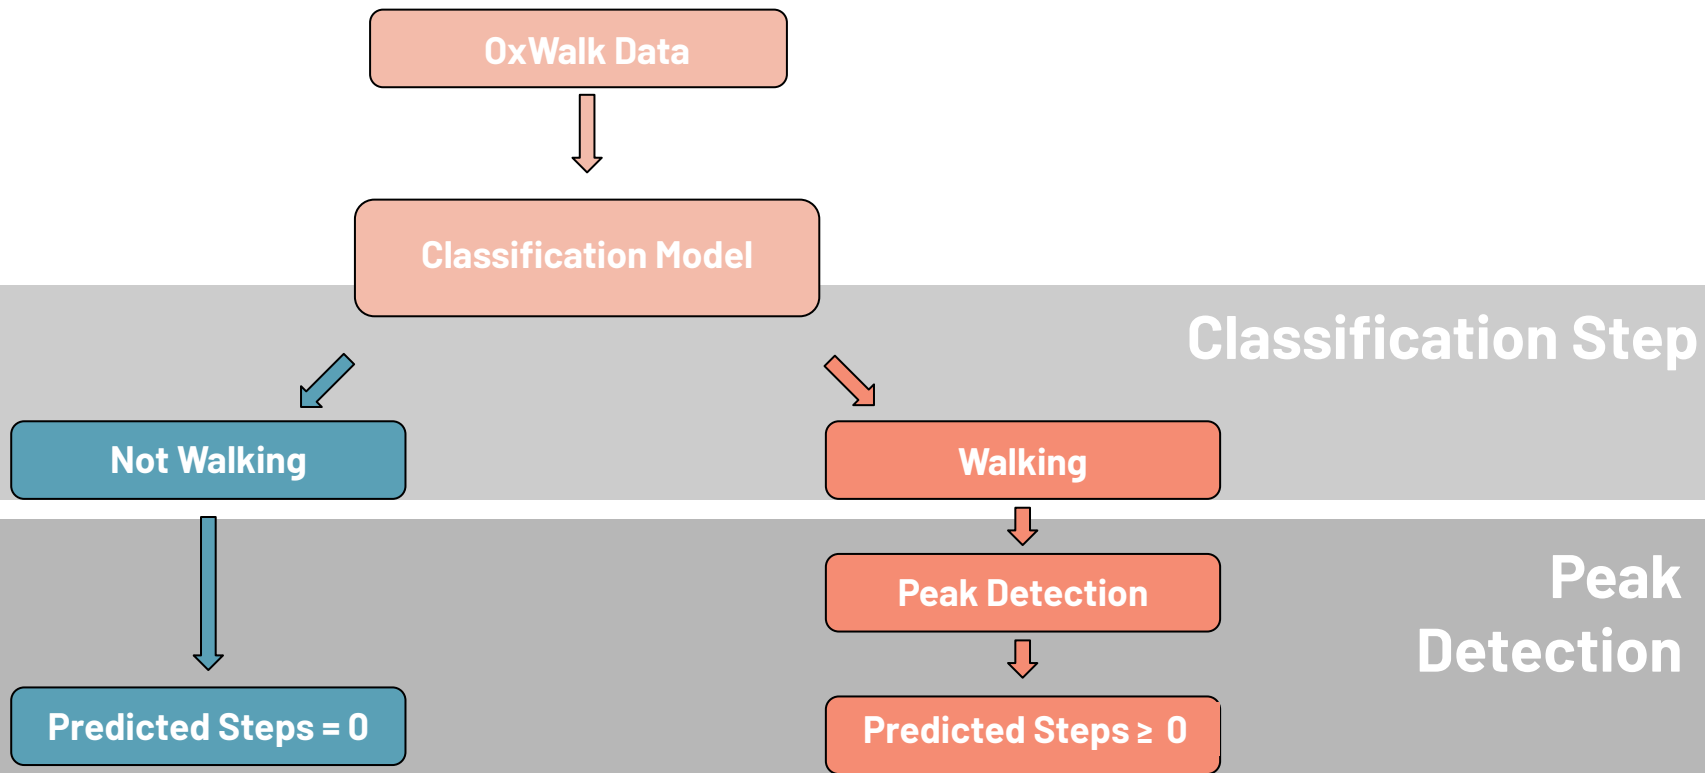 OxWalk Data
Classification Model
Classification Step
Not Walking
Walking
Peak Detection
Peak
Detection
Predicted Steps = 0
Predicted Steps ≥ 0